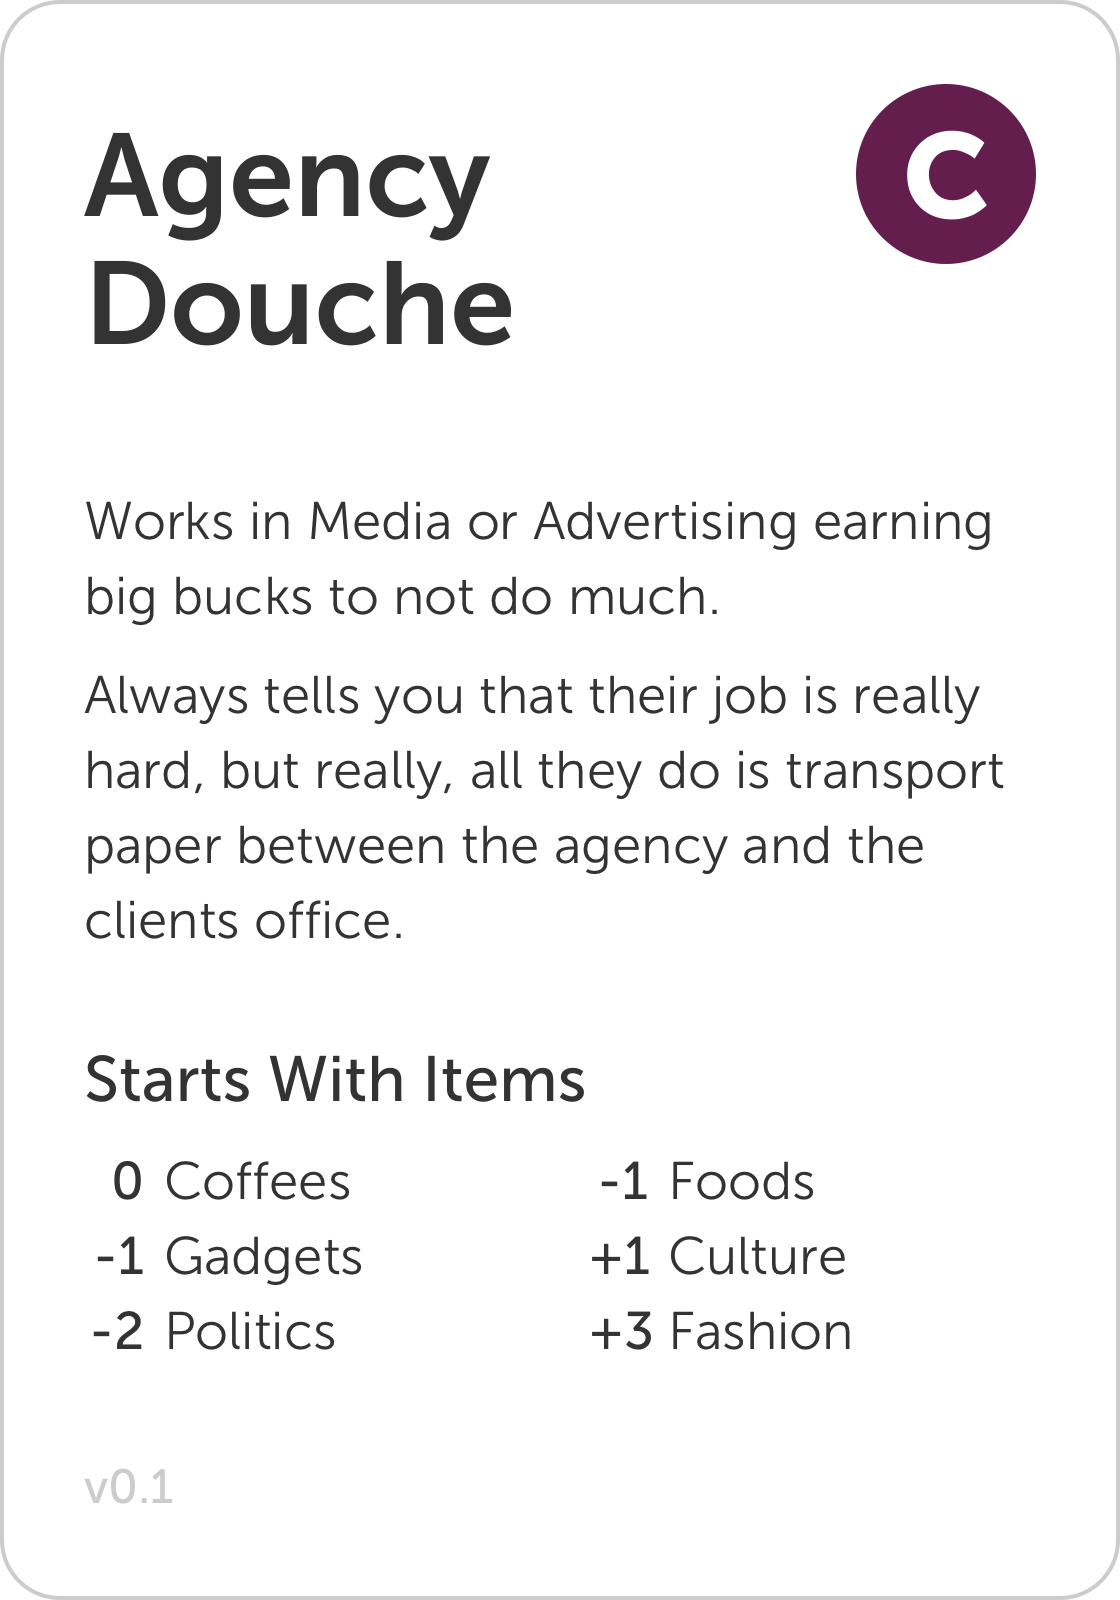 Agency
Douche
C
Works in Media or Advertising earning
big bucks to not do much.
Always tells you that their job is really
hard, but really, all they do is transport
paper between the agency and the
clients office.
Starts With Items
0 Coffees
-1 Foods
-1 Gadgets
+1 Culture
-2 Politics
+3 Fashion
v0.1